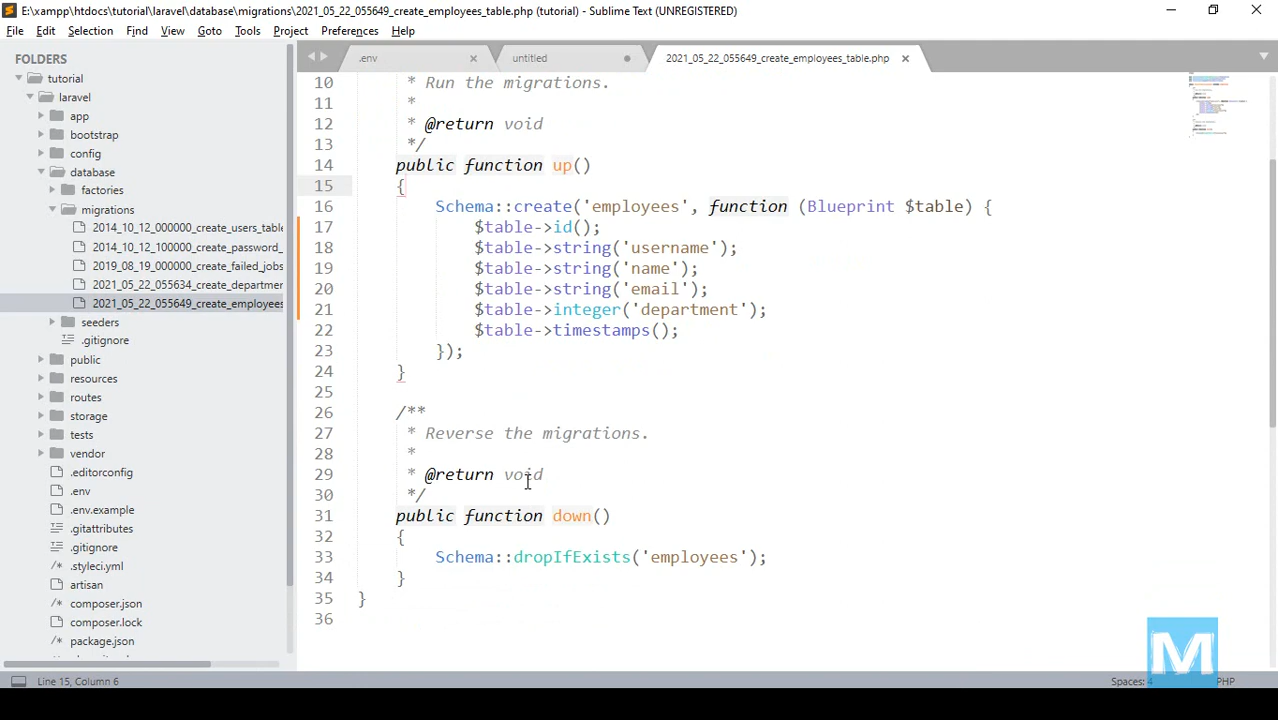 E:\xampp\htdocs\tutorial\laravel\database\migrations\2021_05_22_055649_create_employees_table.php (tutorial) - Sublime Text (UNREGISTERED)
File Edit Selection Find View Goto Tools Project Preferences Help
FOLDERS
tutorial
laravel
app
bootstrap
config
database
factories
migrations
2014_10_12_000000_create_users_table
2014_10_12_100000_create_password_
2019_08_19_000000_create_failed_jobs
2021_05_22_055634_create_departmer
2021_05_22_055649_create_employees
seeders
.gitignore
public
resources
routes
storage
tests
vendor
.editorconfig
.env
.env.example
.gitattributes
.gitignore
.styleci.yml
artisan
composer.json
composer.lock
package.json
.env untitled 2021_05_22_055649_create_employees_table.php
10 * Run the migrations.
11 *
12 * @return void
13 */
14 public function up()
15 {
16 Schema::create('employees', function (Blueprint $table) {
17 $table->id();
18 $table->string('username');
19 $table->string('name');
20 $table->string('email');
21 $table->integer('department');
22 $table->timestamps();
23 });
24 }
25
26 /**
27 * Reverse the migrations.
28 *
29 * @return void
30 */
31 public function down()
32 {
33 Schema::dropIfExists('employees');
34 }
35 }
36
M
Line 15, Column 6 Spaces: 4 PHP